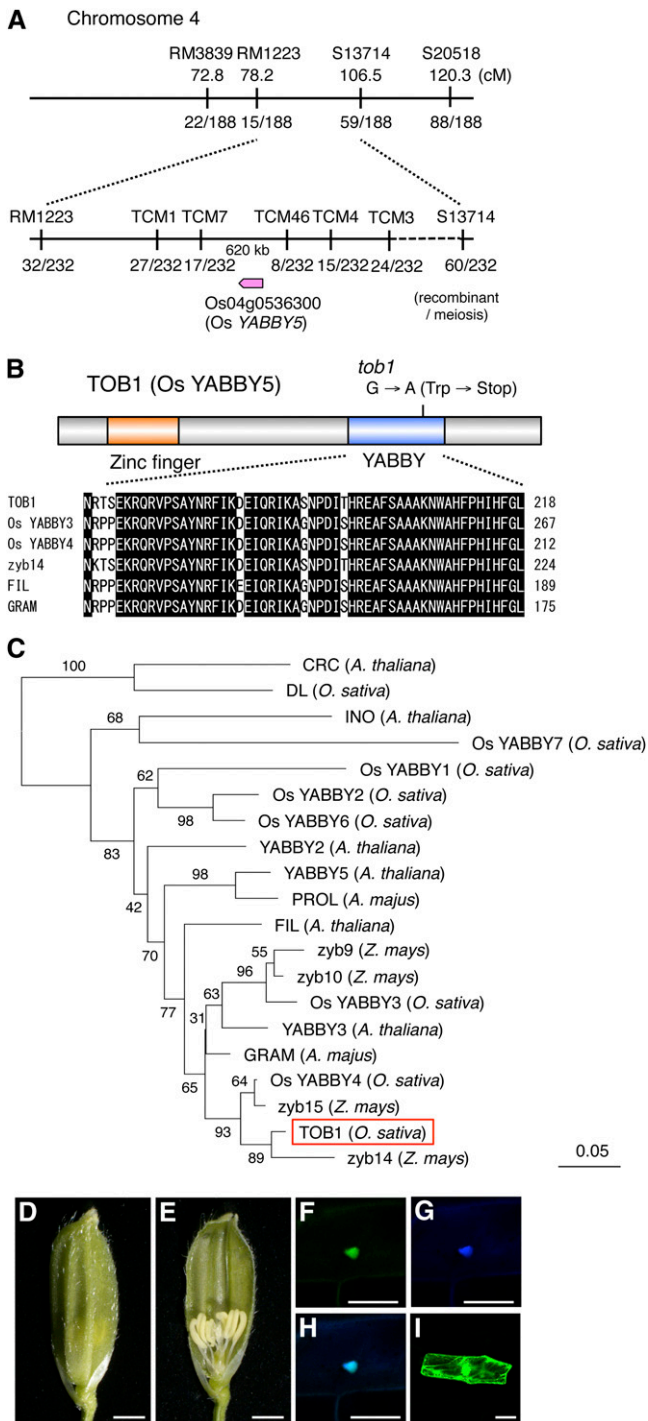 A
Chromosome 4
RM3839 RM1223 S13714 S20518
72.8 78.2 106.5 120.3 (cM)
22/188 15/188 59/188 88/188
RM1223 TCM1 TCM7 TCM46 TCM4 TCM3 S13714
620 kb
32/232 27/232 17/232 8/232 15/232 24/232 60/232
Os04g0536300
(Os YABBY5)
(recombinant
/ meiosis)
B
tob1
TOB1 (Os YABBY5)
G → A (Trp → Stop)
Zinc finger YABBY
TOB1 NRTSEKRQRVPSAYNRFIKDEIQRIKASNPDITHREAFSAAAKNWAHFPHIHFGL 218
Os YABBY3 NRPPEKRQRVPSAYNRFIKDEIQRIKASNPDISHREAFSAAAKNWAHFPHIHFGL 267
Os YABBY4 NRPPEKRQRVPSAYNRFIKDEIQRIKAGNPDISHREAFSAAAKNWAHFPHIHFGL 212
zyb14 NKTSEKRQRVPSAYNRFIKDEIQRIKASNPDITHREAFSAAAKNWAHFPHIHFGL 224
FIL NRPPEKRQRVPSAYNRFIKEEIQRIKAGNPDISHREAFSAAAKNWAHFPHIHFGL 189
GRAM NRPPEKRQRVPSAYNRFIKDEIQRIKAGNPDISHREAFSAAAKNWAHFPHIHFGL 175
C
100
CRC (A. thaliana)
DL (O. sativa)
68
INO (A. thaliana)
Os YABBY7 (O. sativa)
62
Os YABBY1 (O. sativa)
Os YABBY2 (O. sativa)
98
Os YABBY6 (O. sativa)
83
YABBY2 (A. thaliana)
98
YABBY5 (A. thaliana)
42
PROL (A. majus)
70
FIL (A. thaliana)
55
zyb9 (Z. mays)
96
zyb10 (Z. mays)
63
Os YABBY3 (O. sativa)
77
31
YABBY3 (A. thaliana)
GRAM (A. majus)
65
64
Os YABBY4 (O. sativa)
zyb15 (Z. mays)
93
TOB1 (O. sativa)
89
zyb14 (Z. mays)
0.05
D E F G
H I